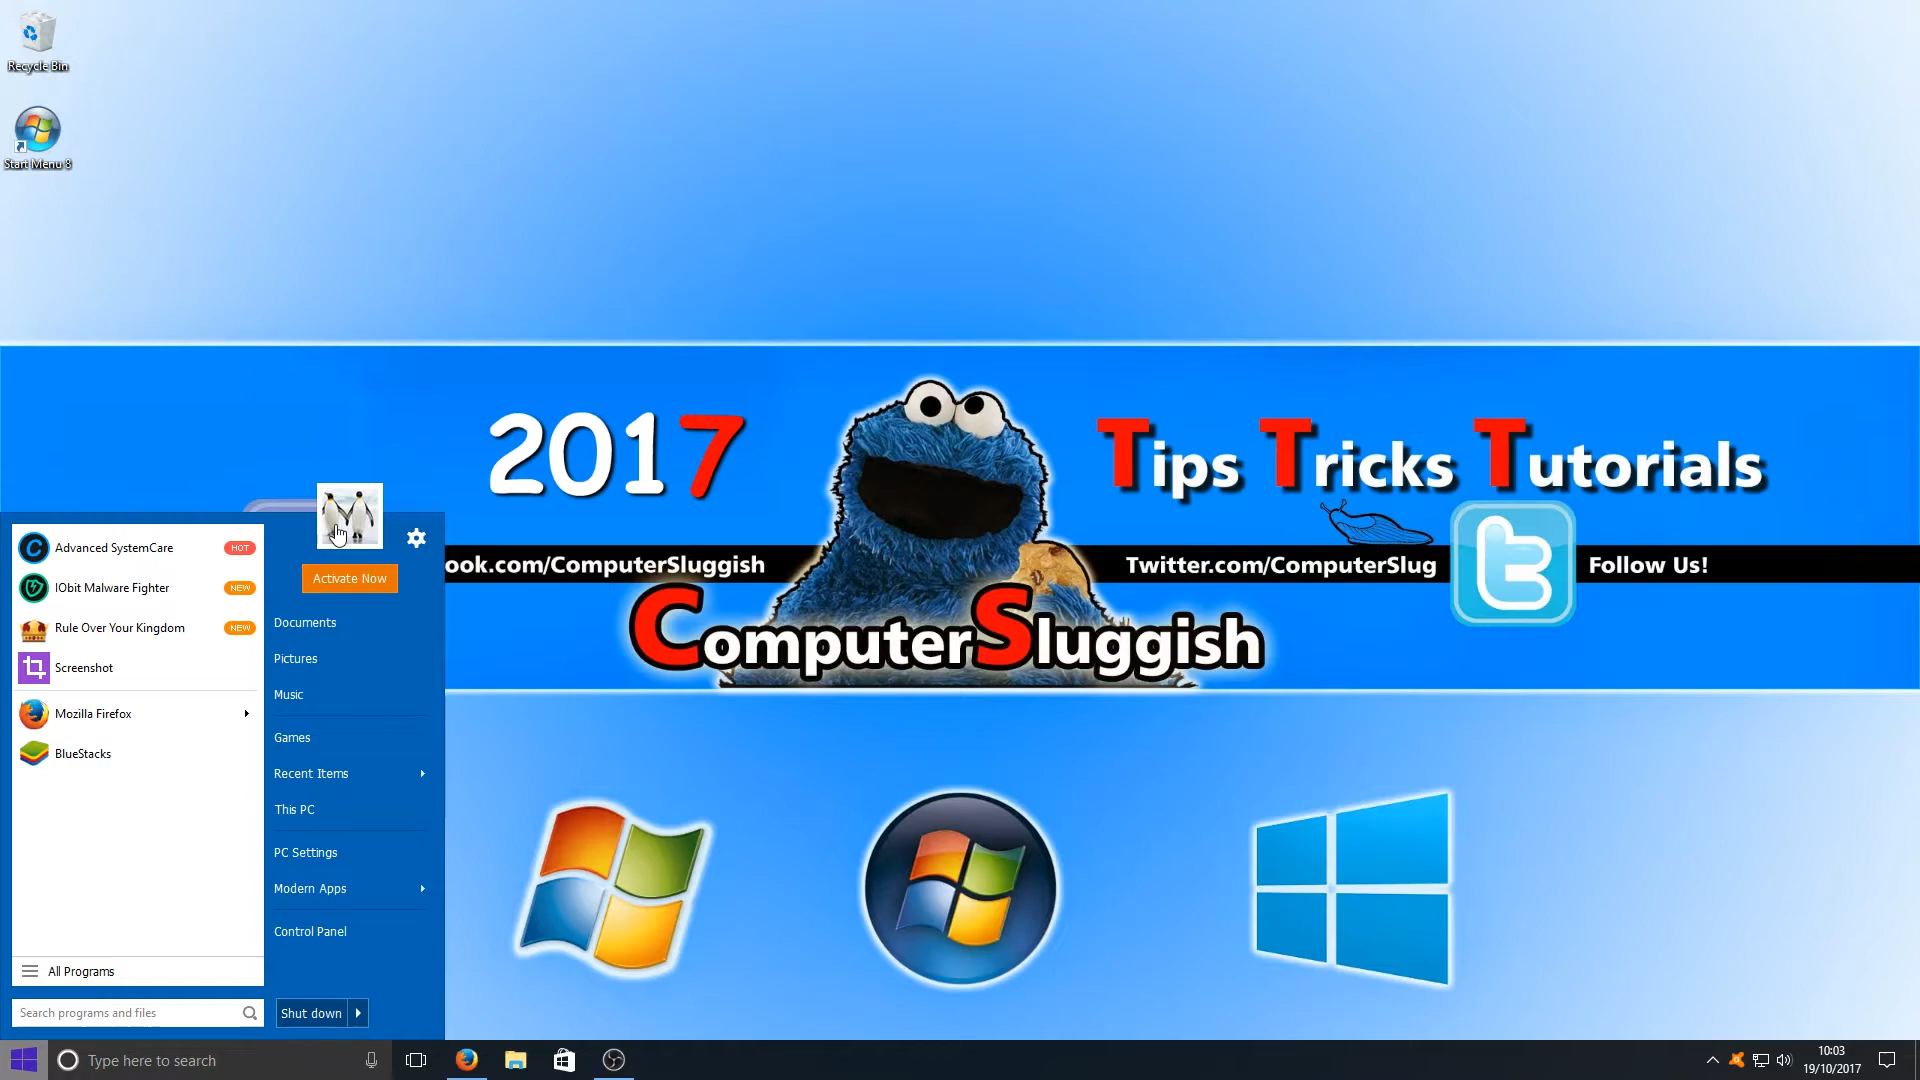 Recycle Bin
Start Menu 8
2017
Tips Tricks Tutorials
ook.com/ComputerSluggish
Twitter.com/ComputerSlug
Follow Us!
ComputerSluggish
Advanced SystemCare
HOT
IObit Malware Fighter
NEW
Rule Over Your Kingdom
NEW
Screenshot
Mozilla Firefox
BlueStacks
All Programs
Search programs and files
Activate Now
Documents
Pictures
Music
Games
Recent Items
This PC
PC Settings
Modern Apps
Control Panel
Shut down
Type here to search
10:03
19/10/2017